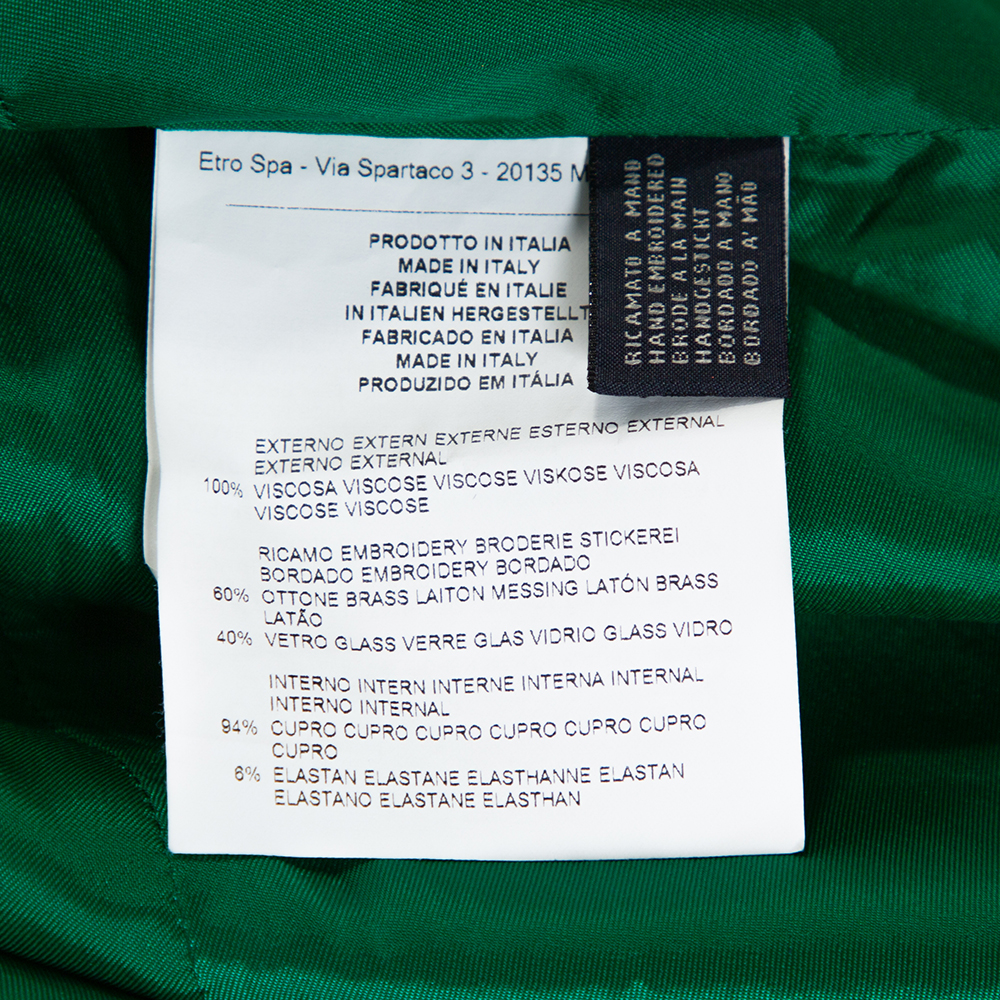 Etro Spa - Via Spartaco 3 - 20135 M
PRODOTTO IN ITALIA
MADE IN ITALY
FABRIQUÉ EN ITALIE
IN ITALIEN HERGESTELLT
FABRICADO EN ITALIA
MADE IN ITALY
PRODUZIDO EM ITÁLIA
RICAMATO A MANO
HAND EMBROIDERED
BRODE A LA MAIN
HANDGESTICKT
BORDADO A MANO
BORDADO A' MÃO
EXTERNO EXTERN EXTERNE ESTERNO EXTERNAL
EXTERNO EXTERNAL
100% VISCOSA VISCOSE VISCOSE VISKOSE VISCOSA
VISCOSE VISCOSE
RICAMO EMBROIDERY BRODERIE STICKEREI
BORDADO EMBROIDERY BORDADO
60% OTTONE BRASS LAITON MESSING LATÓN BRASS
LATÃO
40% VETRO GLASS VERRE GLAS VIDRIO GLASS VIDRO
INTERNO INTERN INTERNE INTERNA INTERNAL
INTERNO INTERNAL
94% CUPRO CUPRO CUPRO CUPRO CUPRO CUPRO
CUPRO
6% ELASTAN ELASTANE ELASTHANNE ELASTAN
ELASTANO ELASTANE ELASTHAN